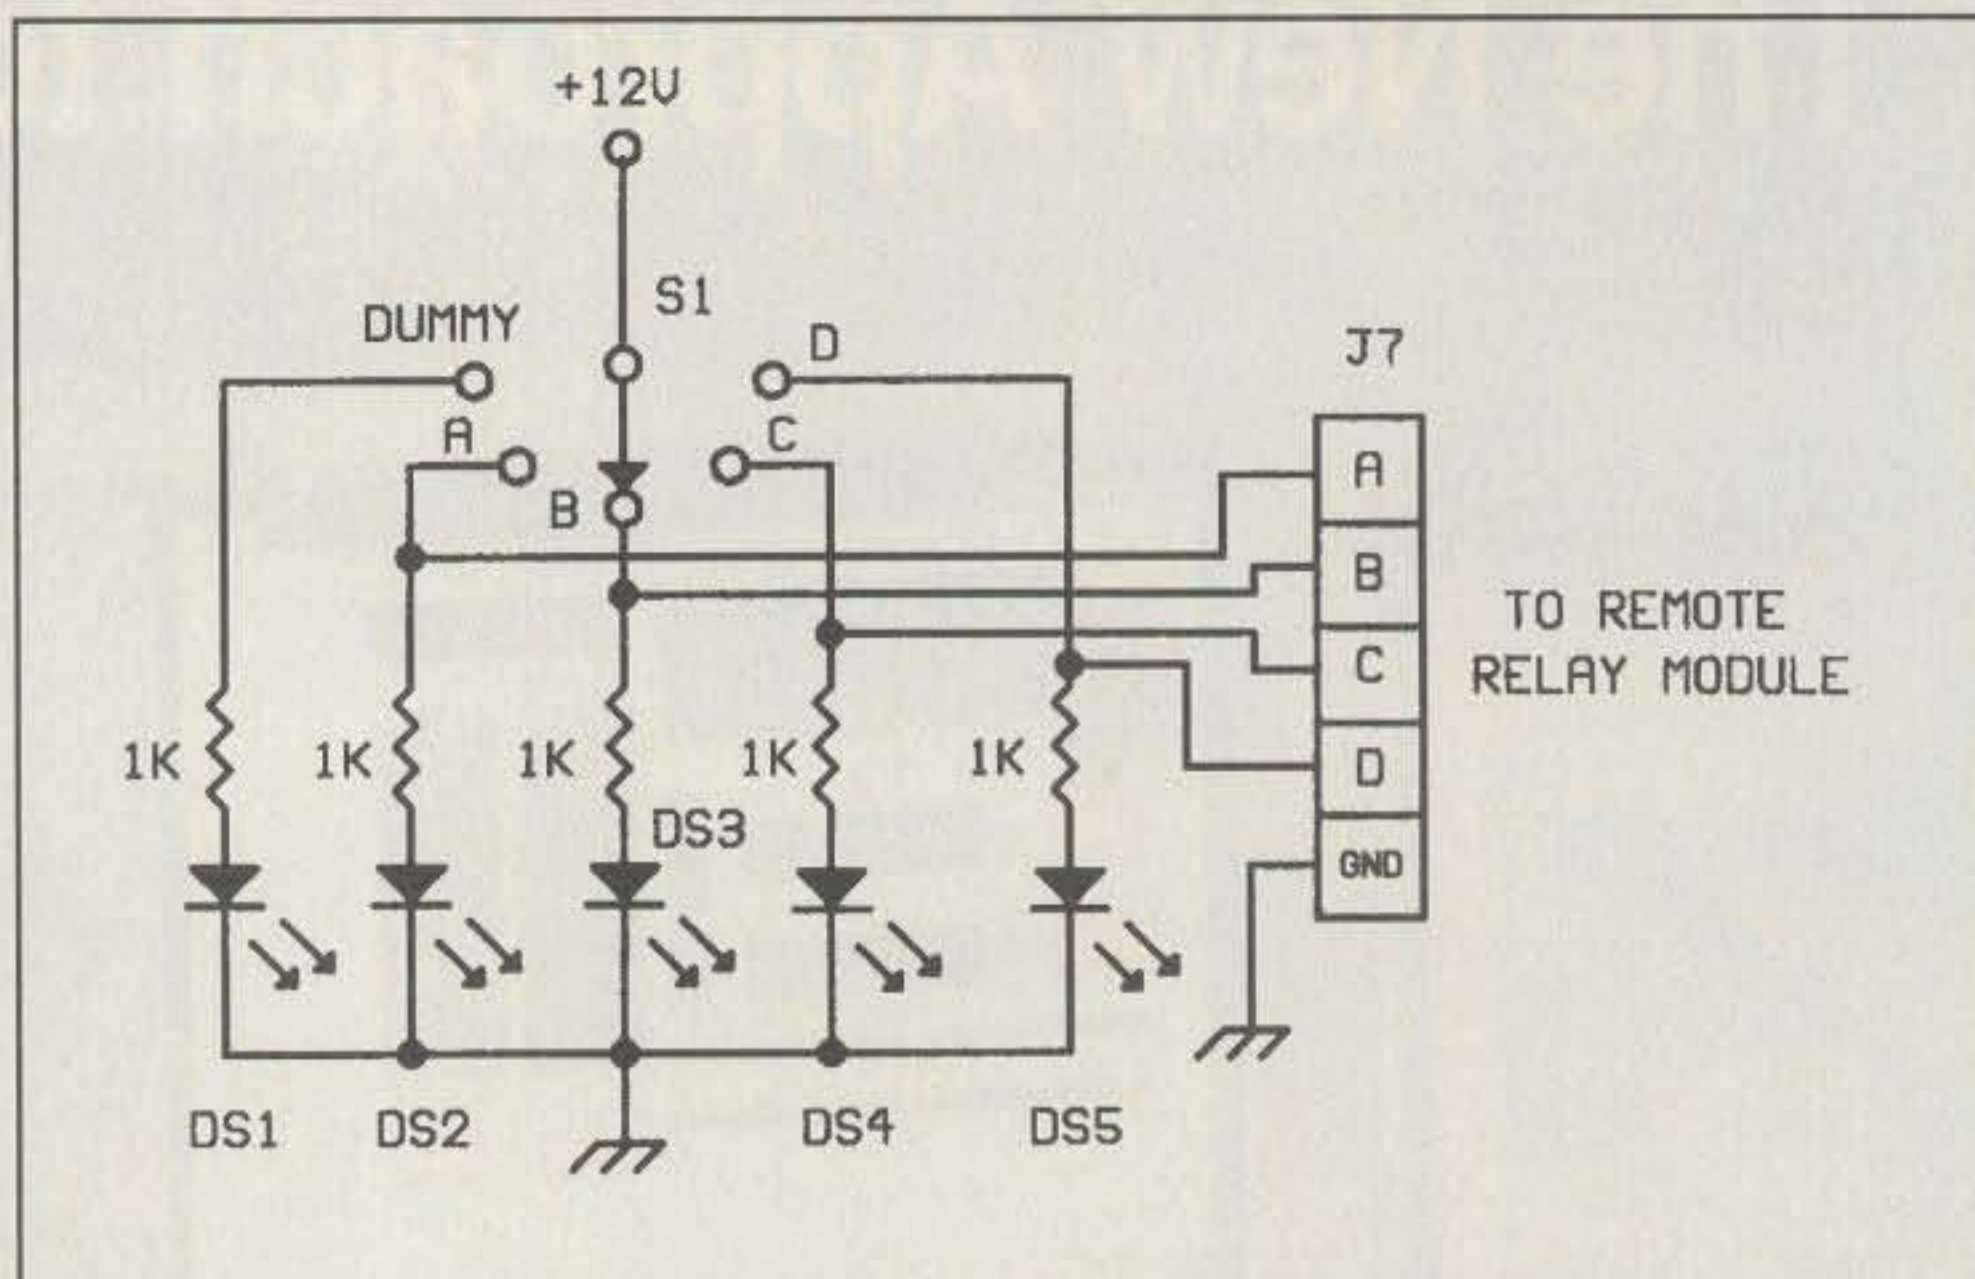 +12V
S1
DUMMY
D
J7
A
C
A
B
B
TO REMOTE
C
RELAY MODULE
1K
1K
1K
1K
1K
D
DS3
GND
DS1
DS2
DS4
DS5